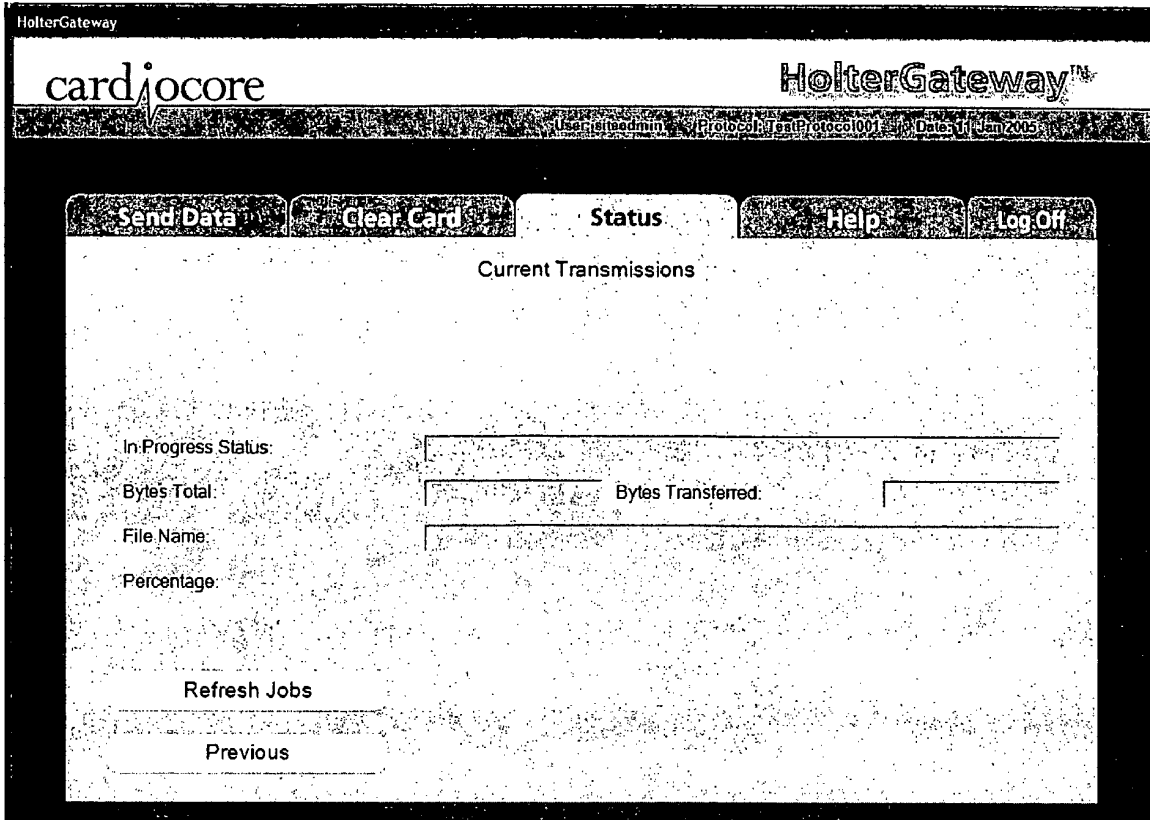 HolterGateway
cardiocore HolterGateway™
User: siteadmin Protocol: TestProtocol001 Date: 11 Jan 2005
Send Data Clear Card Status Help Log Off
Current Transmissions
In Progress Status:
Bytes Total: Bytes Transferred:
File Name:
Percentage:
Refresh Jobs
Previous